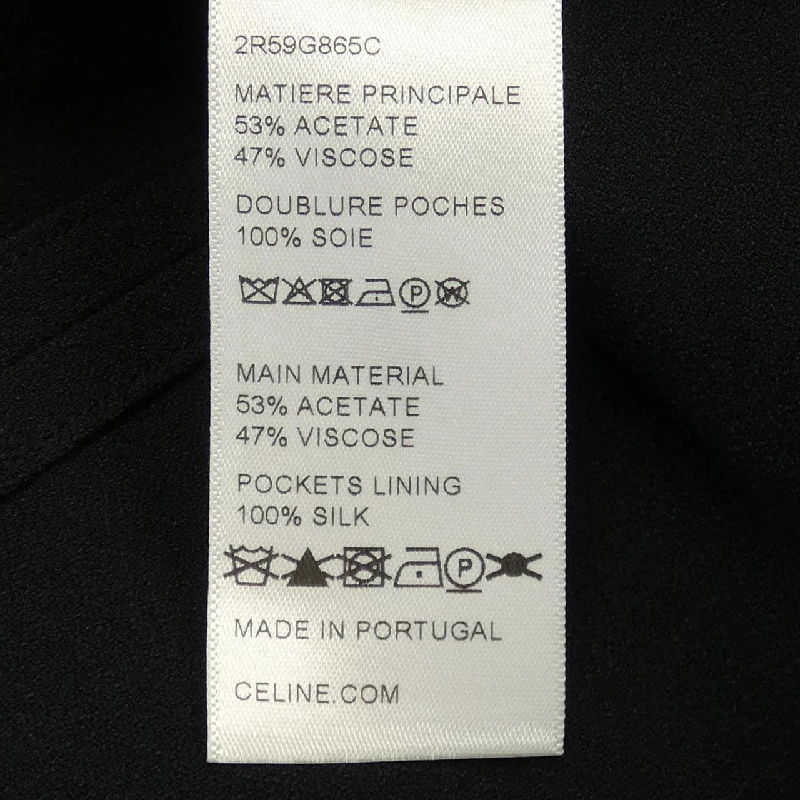 2R59G865C
MATIERE PRINCIPALE
53% ACETATE
47% VISCOSE
DOUBLURE POCHES
100% SOIE
P W
MAIN MATERIAL
53% ACETATE
47% VISCOSE
POCKETS LINING
100% SILK
P
MADE IN PORTUGAL
CELINE.COM